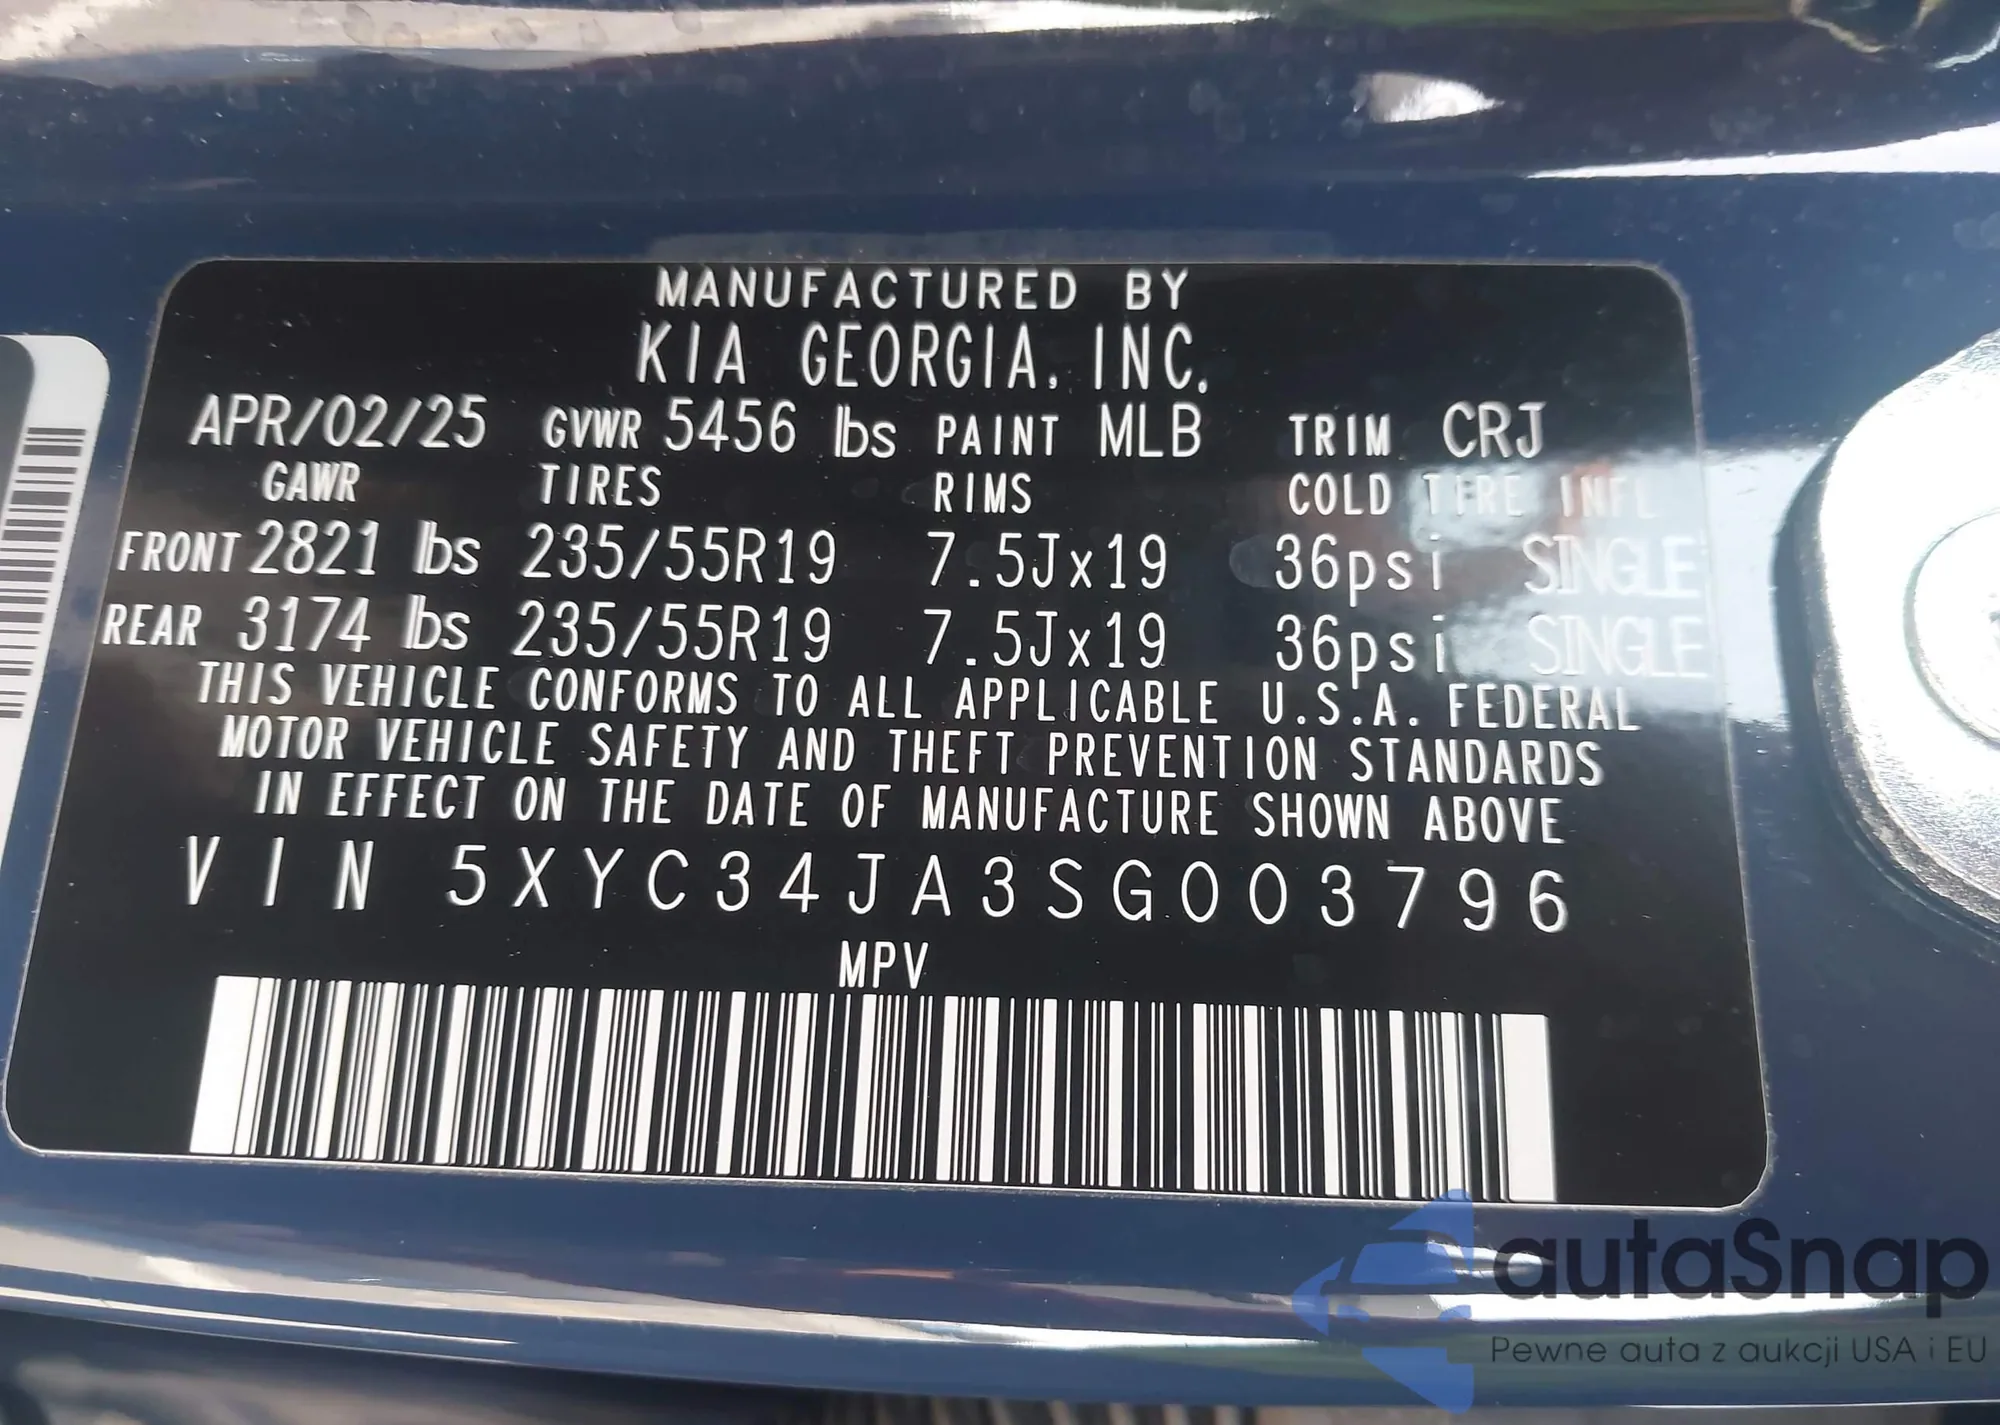 MANUFACTURED BY
KIA GEORGIA, INC.
APR/02/25 GVWR 5456 lbs PAINT MLB TRIM CRJ
GAWR TIRES RIMS COLD TIRE INFL
FRONT 2821 lbs 235/55R19 7.5Jx19 36psi SINGLE
REAR 3174 lbs 235/55R19 7.5Jx19 36psi SINGLE
THIS VEHICLE CONFORMS TO ALL APPLICABLE U.S.A. FEDERAL
MOTOR VEHICLE SAFETY AND THEFT PREVENTION STANDARDS
IN EFFECT ON THE DATE OF MANUFACTURE SHOWN ABOVE
VIN 5XYC34JA3SG003796
MPV
autaSnap
Pewne auta z aukcji USA i EU